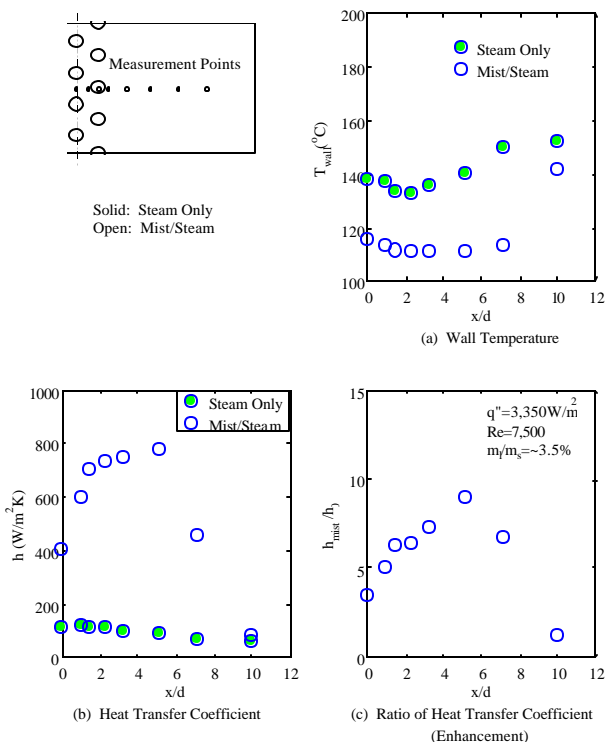 Measurement Points
Solid: Steam Only
Open: Mist/Steam
200
180
160
140
120
100
T_wall(°C)
Steam Only
Mist/Steam
0 2 4 6 8 10 12
x/d
(a) Wall Temperature
1000
800
600
400
200
0
h (W/m²K)
Steam Only
Mist/Steam
0 2 4 6 8 10 12
x/d
(b) Heat Transfer Coefficient
15
10
5
0
h_mist/h_)
q"=3,350W/m²
Re=7,500
m_l/m_s=~3.5%
0 2 4 6 8 10 12
x/d
(c) Ratio of Heat Transfer Coefficient
(Enhancement)